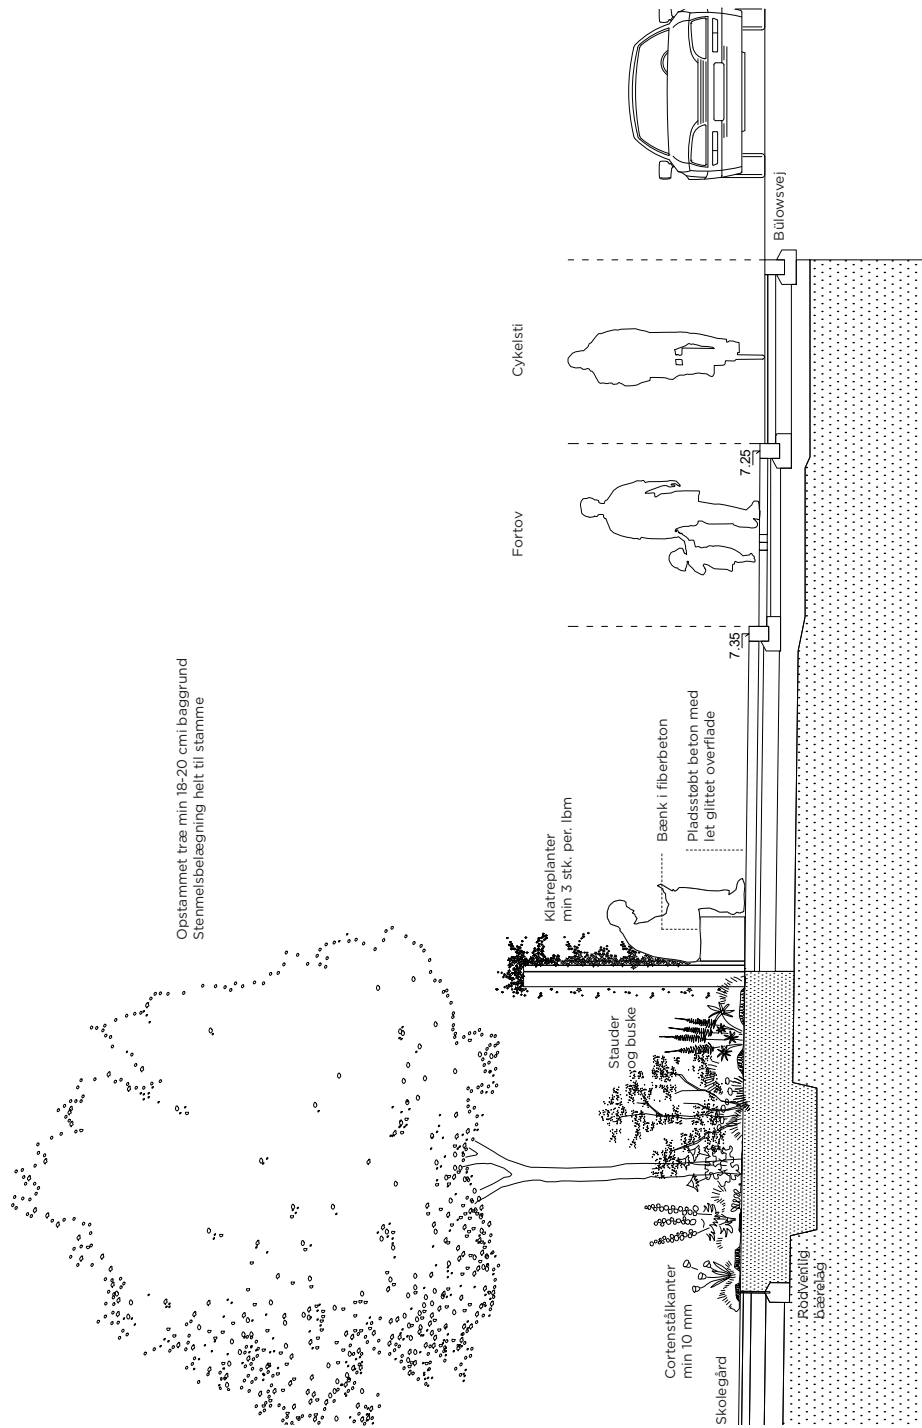 Opstammet træ min 18-20 cmi baggrund
Stenmelsbelægning helt til stamme
Klatreplanter
min 3 stk. per. lbm
Fortov
Cykelsti
Stauder
og buske
Bænk i fiberbeton
Pladsstøbt beton med
let glittet overflade
Cortenstålkanter
min 10 mm
Skolegård
7.35
7.25
Bülowsvej
Rodvenlig
bærelag